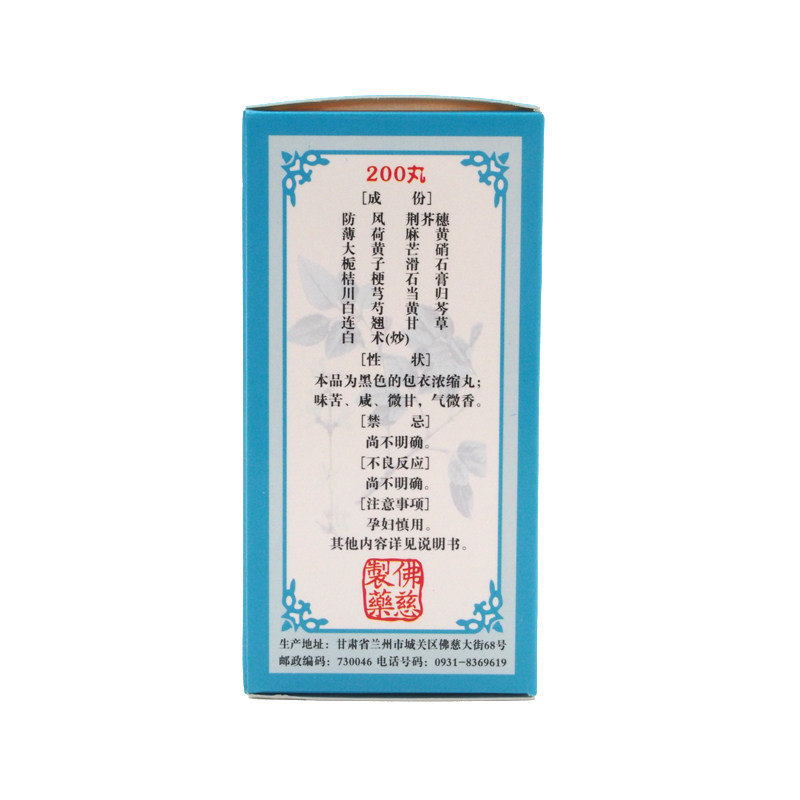 200丸
[成 份]
防 风 荆芥穗
薄 荷 麻 黄
大 黄 芒 硝
栀 子 滑 石
桔 梗 石 膏
川 芎 当 归
白 芍 黄 芩
连 翘 甘 草
白 术(炒)
[性 状]
本品为黑色的包衣浓缩丸;
味苦、咸、微甘,气微香。
[禁 忌]
尚不明确。
[不良反应]
尚不明确。
[注意事项]
孕妇慎用。
其他内容详见说明书。
佛慈
製藥
生产地址: 甘肃省兰州市城关区佛慈大街68号
邮政编码: 730046 电话号码: 0931-8369619